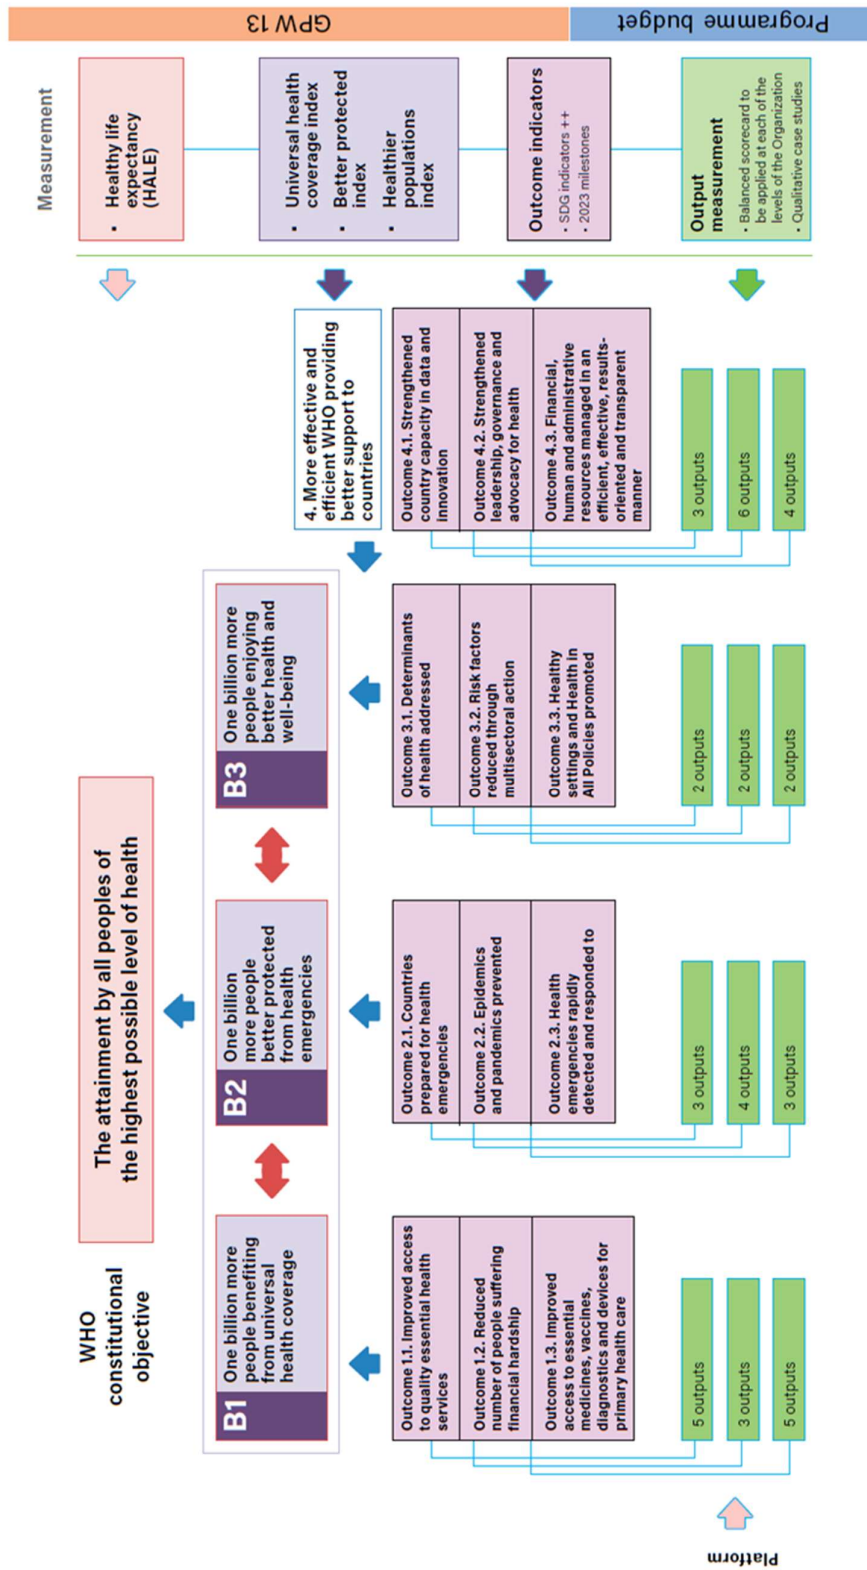 WHO
constitutional
objective
The attainment by all peoples of
the highest possible level of health
Measurement
▪ Healthy life
expectancy
(HALE)
B1
One billion more
people benefiting
from universal
health coverage
B2
One billion
more people
better protected
from health
emergencies
B3
One billion more
people enjoying
better health and
well-being
4. More effective and
efficient WHO providing
better support to
countries
▪ Universal health
coverage index
▪ Better protected
index
▪ Healthier
populations
index
Outcome 1.1. Improved access
to quality essential health
services
Outcome 1.2. Reduced
number of people suffering
financial hardship
Outcome 1.3. Improved
access to essential
medicines, vaccines,
diagnostics and devices for
primary health care
Outcome 2.1. Countries
prepared for health
emergencies
Outcome 2.2. Epidemics
and pandemics prevented
Outcome 2.3. Health
emergencies rapidly
detected and responded to
Outcome 3.1. Determinants
of health addressed
Outcome 3.2. Risk factors
reduced through
multisectoral action
Outcome 3.3. Healthy
settings and Health in
All Policies promoted
Outcome 4.1. Strengthened
country capacity in data and
innovation
Outcome 4.2. Strengthened
leadership, governance and
advocacy for health
Outcome 4.3. Financial,
human and administrative
resources managed in an
efficient, effective, results-
oriented and transparent
manner
Outcome indicators
• SDG indicators ++
• 2023 milestones
Platform
5 outputs
3 outputs
5 outputs
3 outputs
4 outputs
3 outputs
2 outputs
2 outputs
2 outputs
3 outputs
6 outputs
4 outputs
Output
measurement
• Balanced scorecard to
be applied at each of the
levels of the Organization
• Qualitative case studies
GPW 13
Programme budget